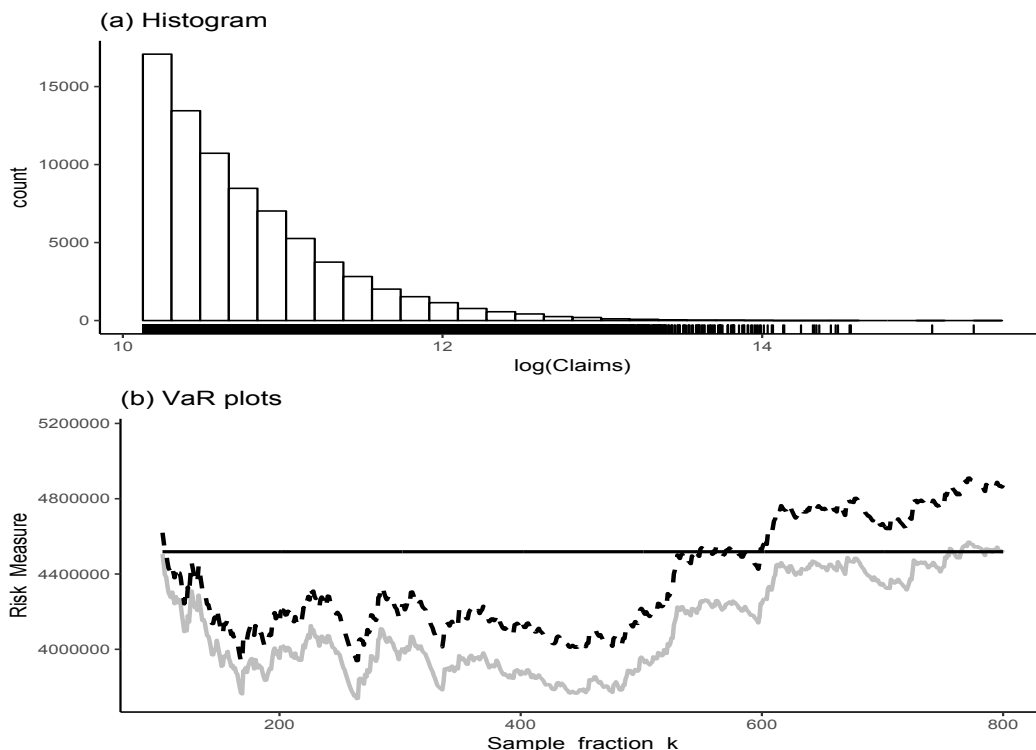 (a) Histogram
15000
10000
5000
0
count
10 12 14
log(Claims)
(b) VaR plots
5200000
4800000
4400000
4000000
Risk Measure
200 400 600 800
Sample fraction k